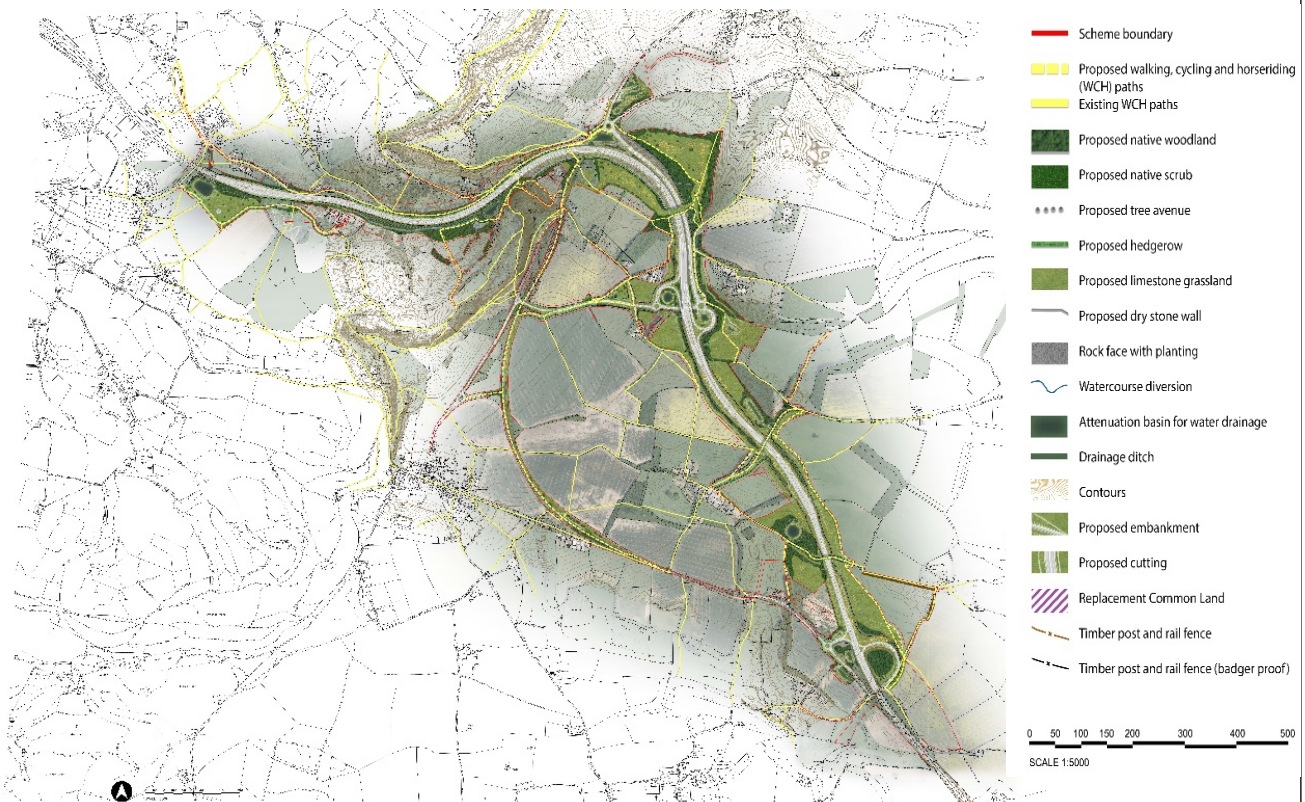 Scheme boundary
Proposed walking, cycling and horseriding
(WCH) paths
Existing WCH paths
Proposed native woodland
Proposed native scrub
Proposed tree avenue
Proposed hedgerow
Proposed limestone grassland
Proposed dry stone wall
Rock face with planting
Watercourse diversion
Attenuation basin for water drainage
Drainage ditch
Contours
Proposed embankment
Proposed cutting
Replacement Common Land
Timber post and rail fence
Timber post and rail fence (badger proof)
0 50 100 150 200 300 400 500
SCALE 1:5000